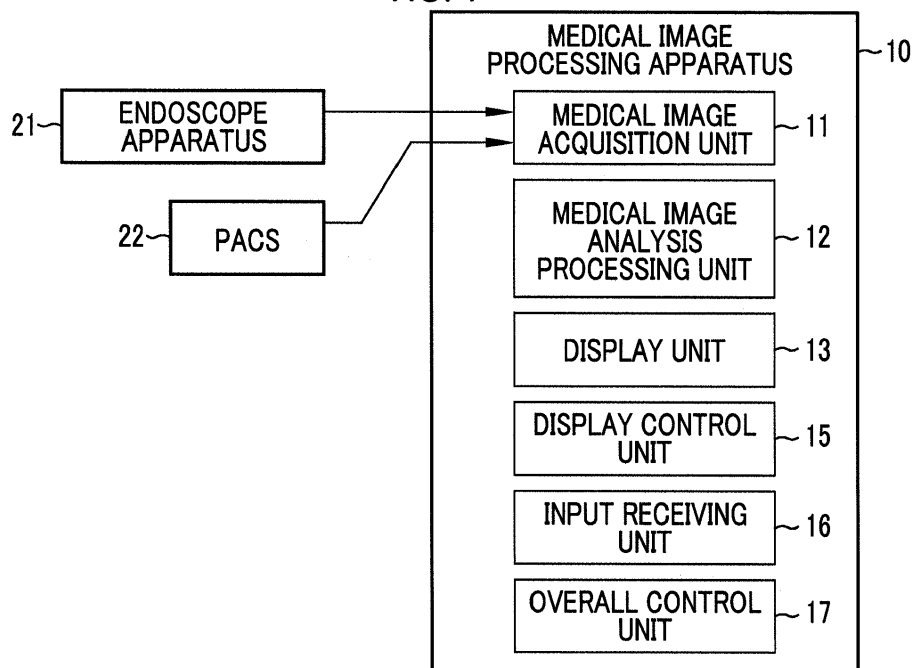 MEDICAL IMAGE
PROCESSING APPARATUS
10
21
ENDOSCOPE
APPARATUS
MEDICAL IMAGE
ACQUISITION UNIT
11
22
PACS
MEDICAL IMAGE
ANALYSIS
PROCESSING UNIT
12
DISPLAY UNIT
13
DISPLAY CONTROL
UNIT
15
INPUT RECEIVING
UNIT
16
OVERALL CONTROL
UNIT
17